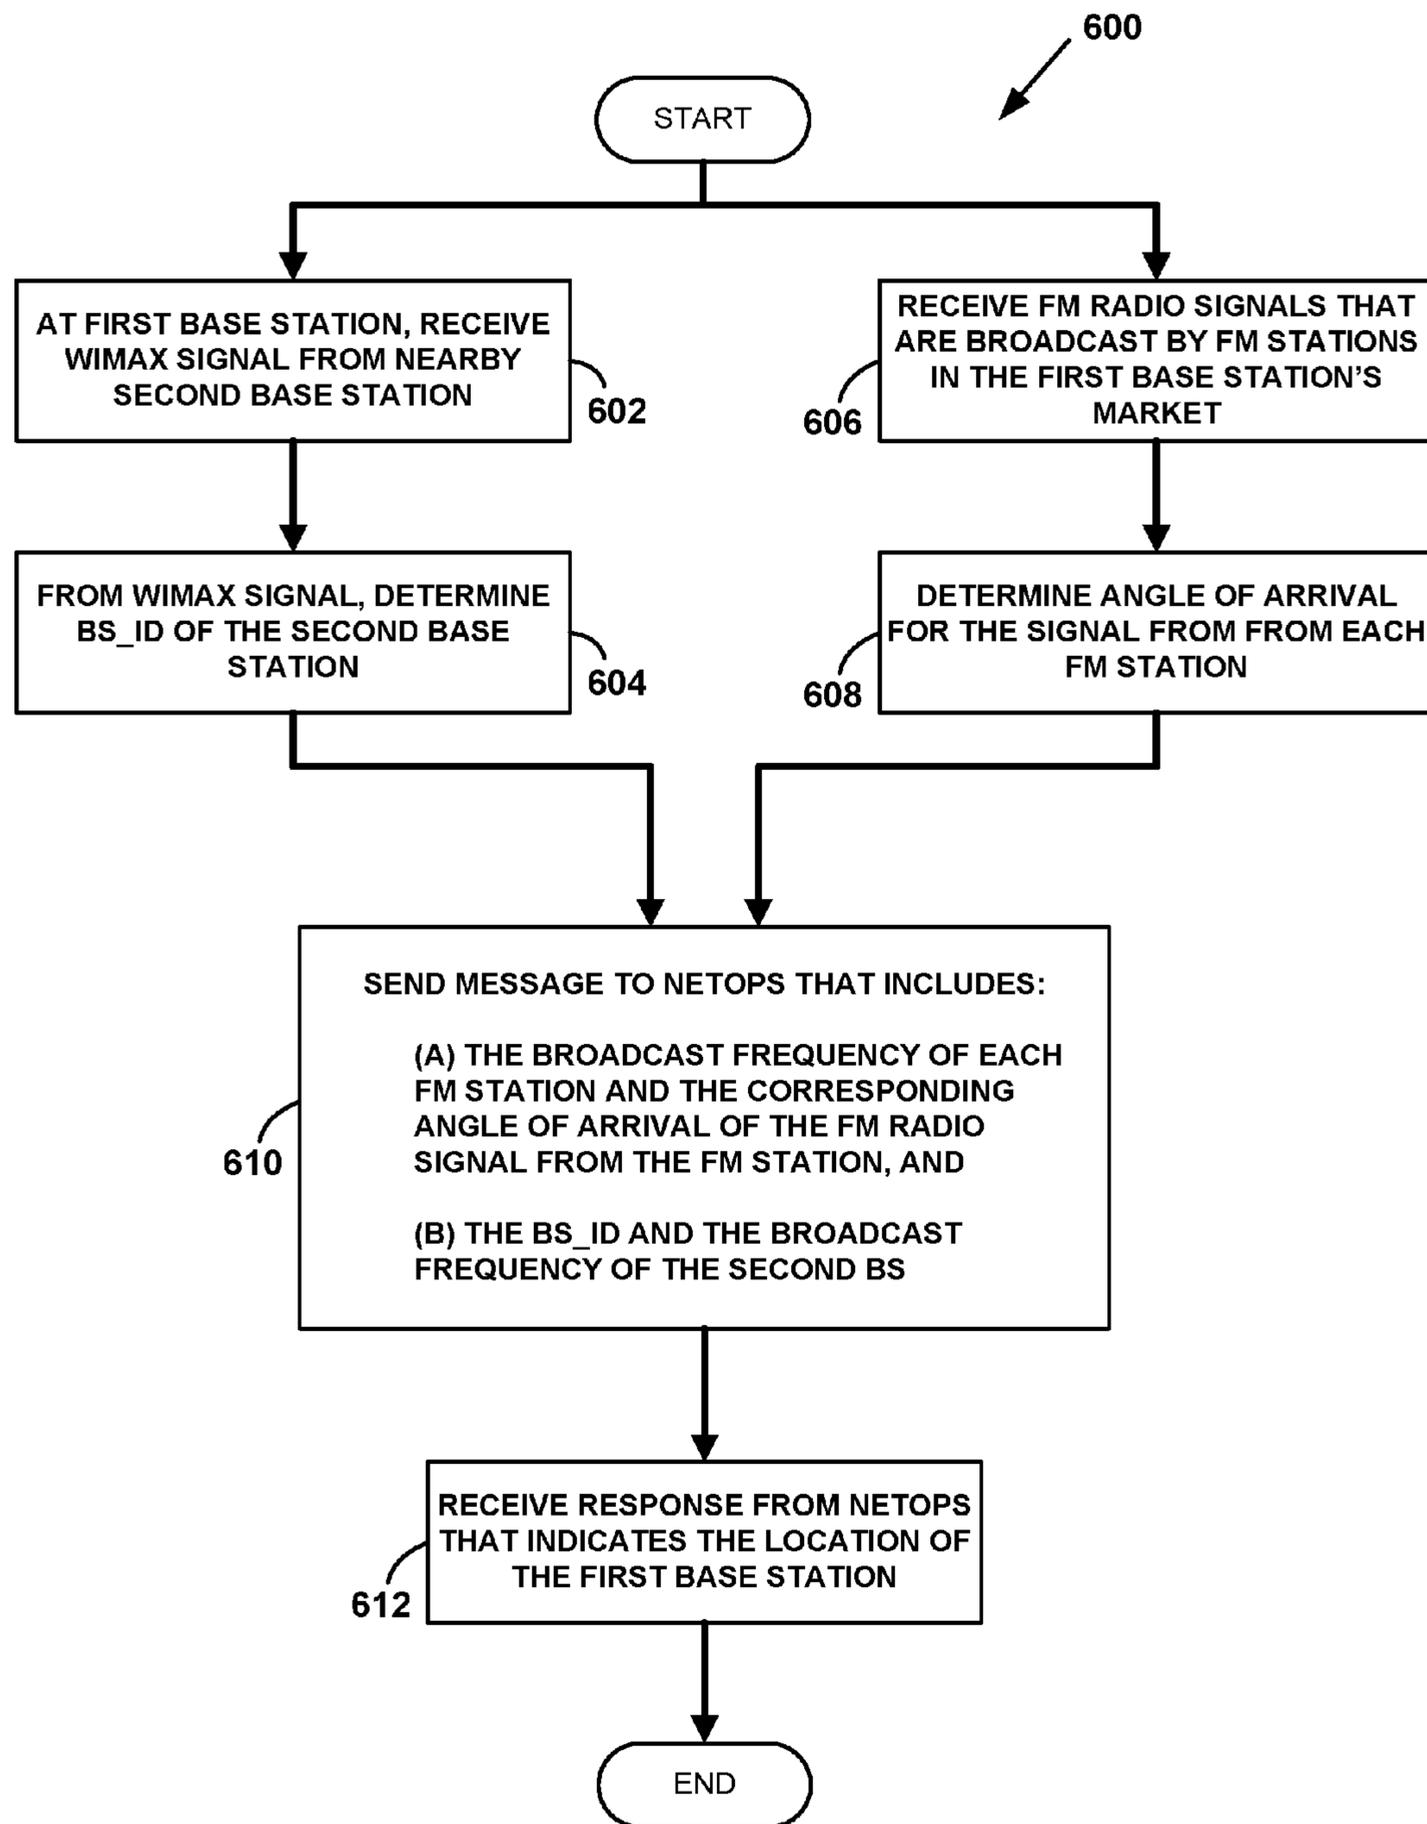 600
START
AT FIRST BASE STATION, RECEIVE
WIMAX SIGNAL FROM NEARBY
SECOND BASE STATION
602
RECEIVE FM RADIO SIGNALS THAT
ARE BROADCAST BY FM STATIONS
IN THE FIRST BASE STATION'S
MARKET
606
FROM WIMAX SIGNAL, DETERMINE
BS_ID OF THE SECOND BASE
STATION
604
DETERMINE ANGLE OF ARRIVAL
FOR THE SIGNAL FROM FROM EACH
FM STATION
608
SEND MESSAGE TO NETOPS THAT INCLUDES:
(A) THE BROADCAST FREQUENCY OF EACH
FM STATION AND THE CORRESPONDING
ANGLE OF ARRIVAL OF THE FM RADIO
SIGNAL FROM THE FM STATION, AND
(B) THE BS_ID AND THE BROADCAST
FREQUENCY OF THE SECOND BS
610
RECEIVE RESPONSE FROM NETOPS
THAT INDICATES THE LOCATION OF
THE FIRST BASE STATION
612
END